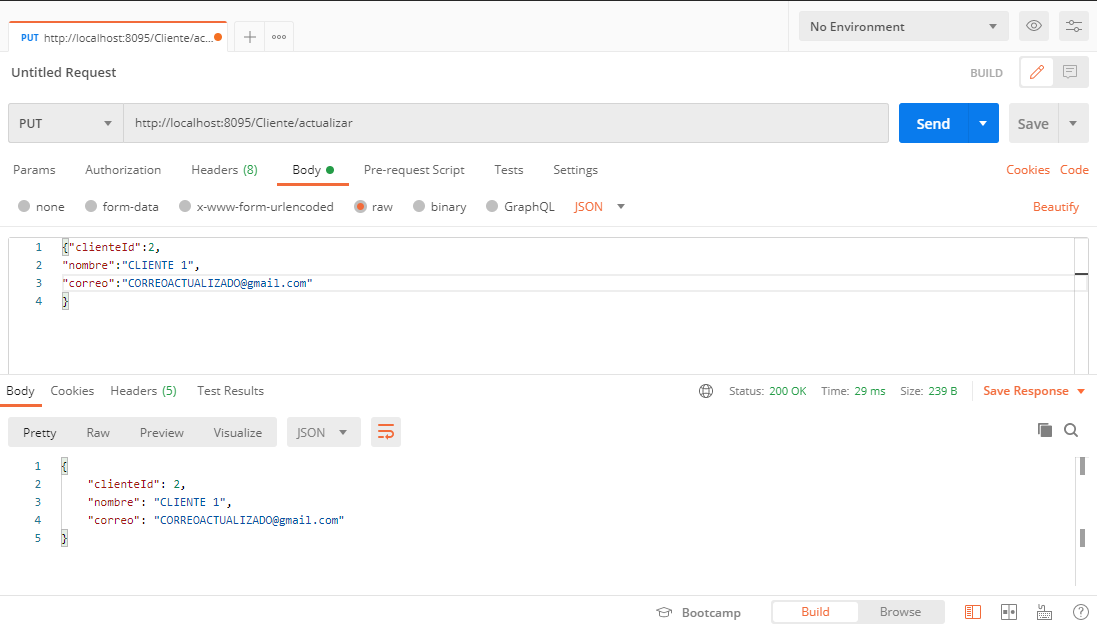 PUT http://localhost:8095/Cliente/ac...
No Environment
Untitled Request
BUILD
PUT http://localhost:8095/Cliente/actualizar Send Save
Params Authorization Headers (8) Body Pre-request Script Tests Settings Cookies Code
none form-data x-www-form-urlencoded raw binary GraphQL JSON Beautify
1 {"clienteId":2,
2 "nombre":"CLIENTE 1",
3 "correo":"CORREOACTUALIZADO@gmail.com"
4 }
Body Cookies Headers (5) Test Results Status: 200 OK Time: 29 ms Size: 239 B Save Response
Pretty Raw Preview Visualize JSON
1 {
2 "clienteId": 2,
3 "nombre": "CLIENTE 1",
4 "correo": "CORREOACTUALIZADO@gmail.com"
5 }
Bootcamp Build Browse